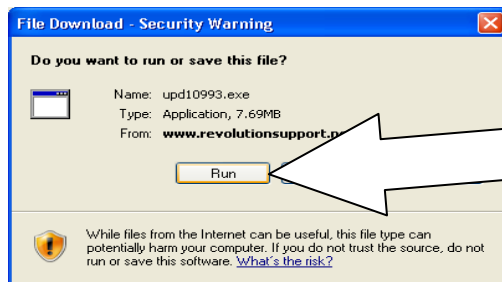 File Download - Security Warning
Do you want to run or save this file?
Name: upd10993.exe
Type: Application, 7.69MB
From: www.revolutionsupport.
Run
While files from the Internet can be useful, this file type can
potentially harm your computer. If you do not trust the source, do not
run or save this software. What's the risk?